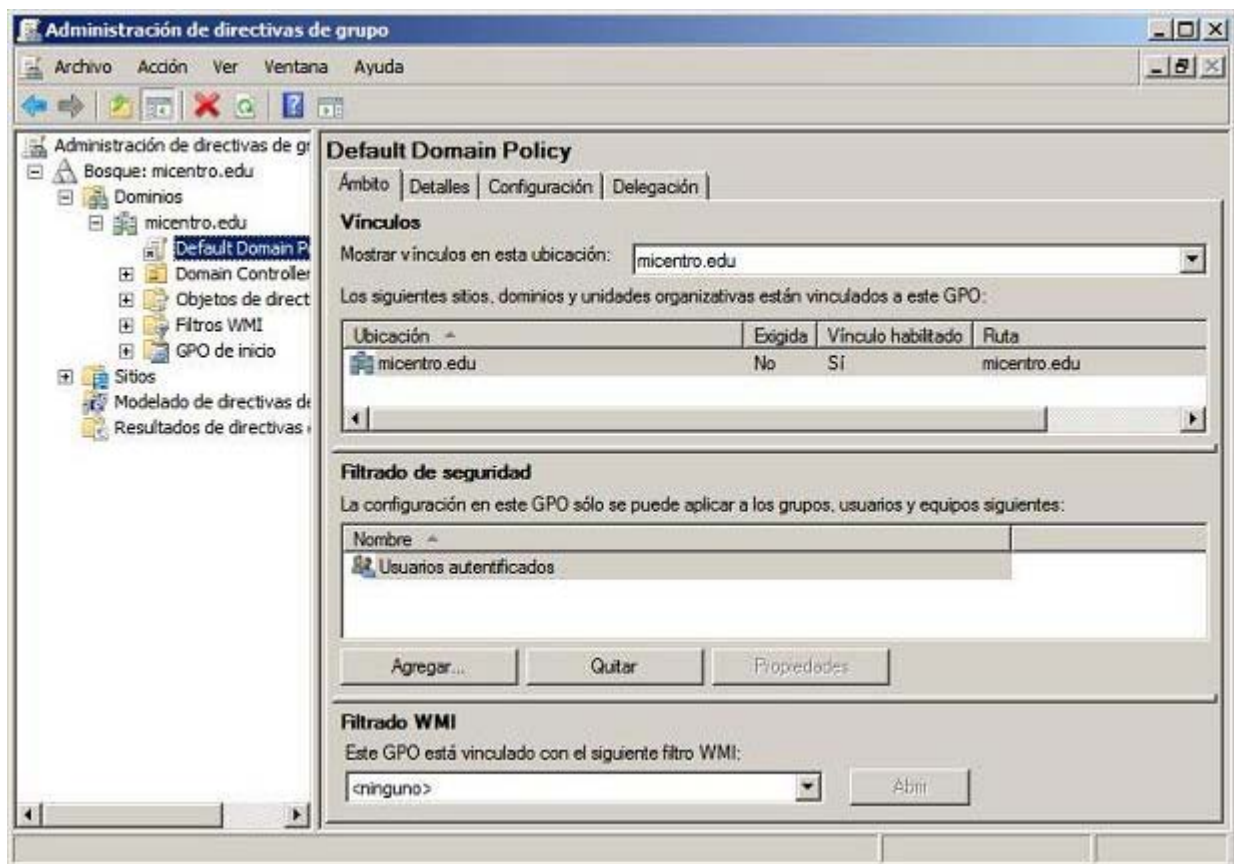 Administración de directivas de grupo
Archivo Acción Ver Ventana Ayuda
Administración de directivas de gr
Bosque: micentro.edu
Dominios
micentro.edu
Default Domain P
Domain Controller
Objetos de direct
Filtros WMI
GPO de inicio
Sitios
Modelado de directivas de
Resultados de directivas
Default Domain Policy
Ámbito Detalles Configuración Delegación
Vínculos
Mostrar vínculos en esta ubicación: micentro.edu
Los siguientes sitios, dominios y unidades organizativas están vinculados a este GPO:
Ubicación Exigida Vínculo habilitado Ruta
micentro.edu No Sí micentro.edu
Filtrado de seguridad
La configuración en este GPO sólo se puede aplicar a los grupos, usuarios y equipos siguientes:
Nombre
Usuarios autentificados
Agregar... Quitar Propiedades
Filtrado WMI
Este GPO está vinculado con el siguiente filtro WMI:
<ninguno> Abrir